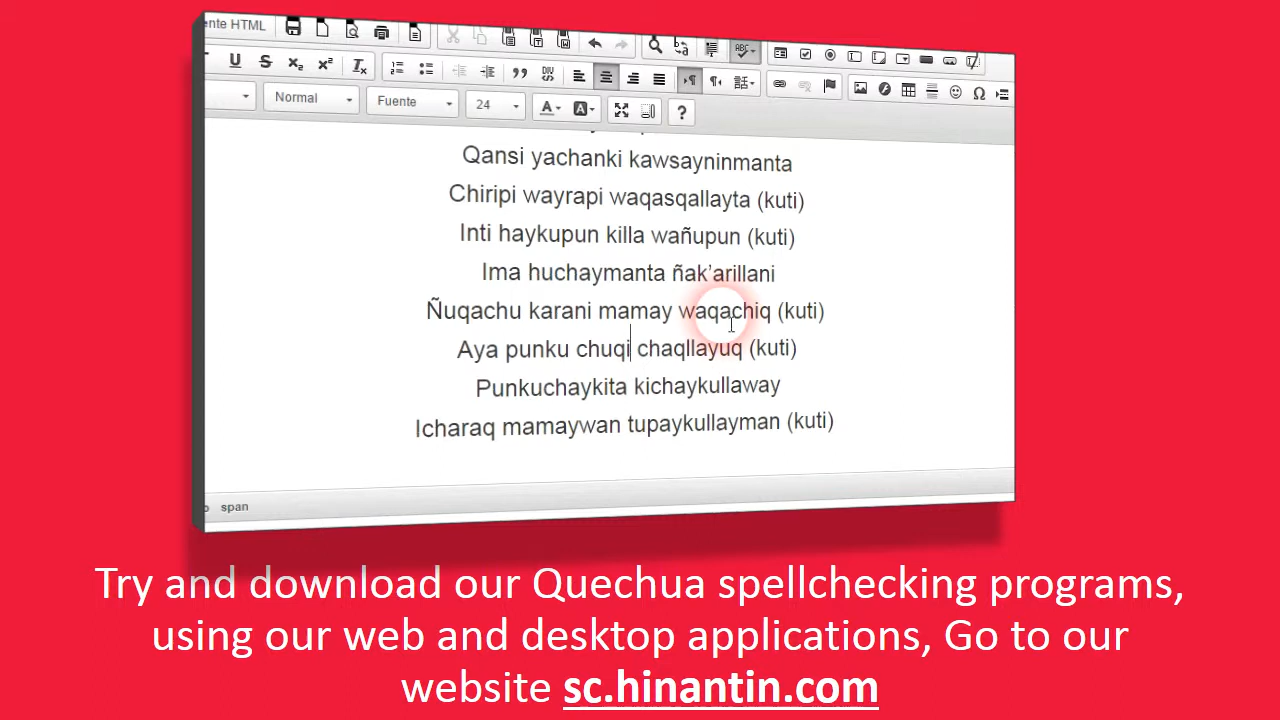 ente HTML
Normal
Fuente
24
Qansi yachanki kawsayninmanta
Chiripi wayrapi waqasqallayta (kuti)
Inti haykupun killa wañupun (kuti)
Ima huchaymanta ñak’arillani
Ñuqachu karani mamay waqachiq (kuti)
Aya punku chuqi chaqllayuq (kuti)
Punkuchaykita kichaykullaway
Icharaq mamaywan tupaykullayman (kuti)
span
Try and download our Quechua spellchecking programs,
using our web and desktop applications, Go to our
website sc.hinantin.com